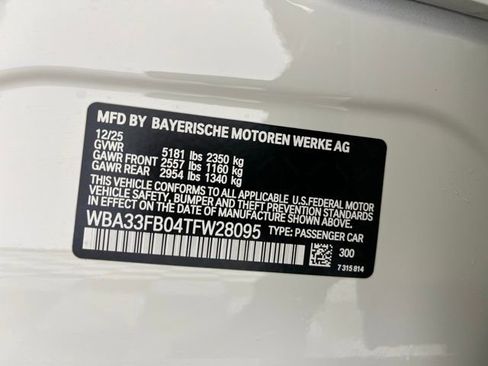 MFD BY BAYERISCHE MOTOREN WERKE AG
12/25
GVWR 5181 lbs 2350 kg
GAWR FRONT 2557 lbs 1160 kg
GAWR REAR 2954 lbs 1340 kg
THIS VEHICLE CONFORMS TO ALL APPLICABLE U.S.FEDERAL MOTOR
VEHICLE SAFETY, BUMPER, AND THEFT PREVENTION STANDARDS
IN EFFECT ON THE DATE OF MANUFACTURE SHOWN ABOVE.
WBA33FB04TFW28095 TYPE: PASSENGER CAR
300
7 315 814